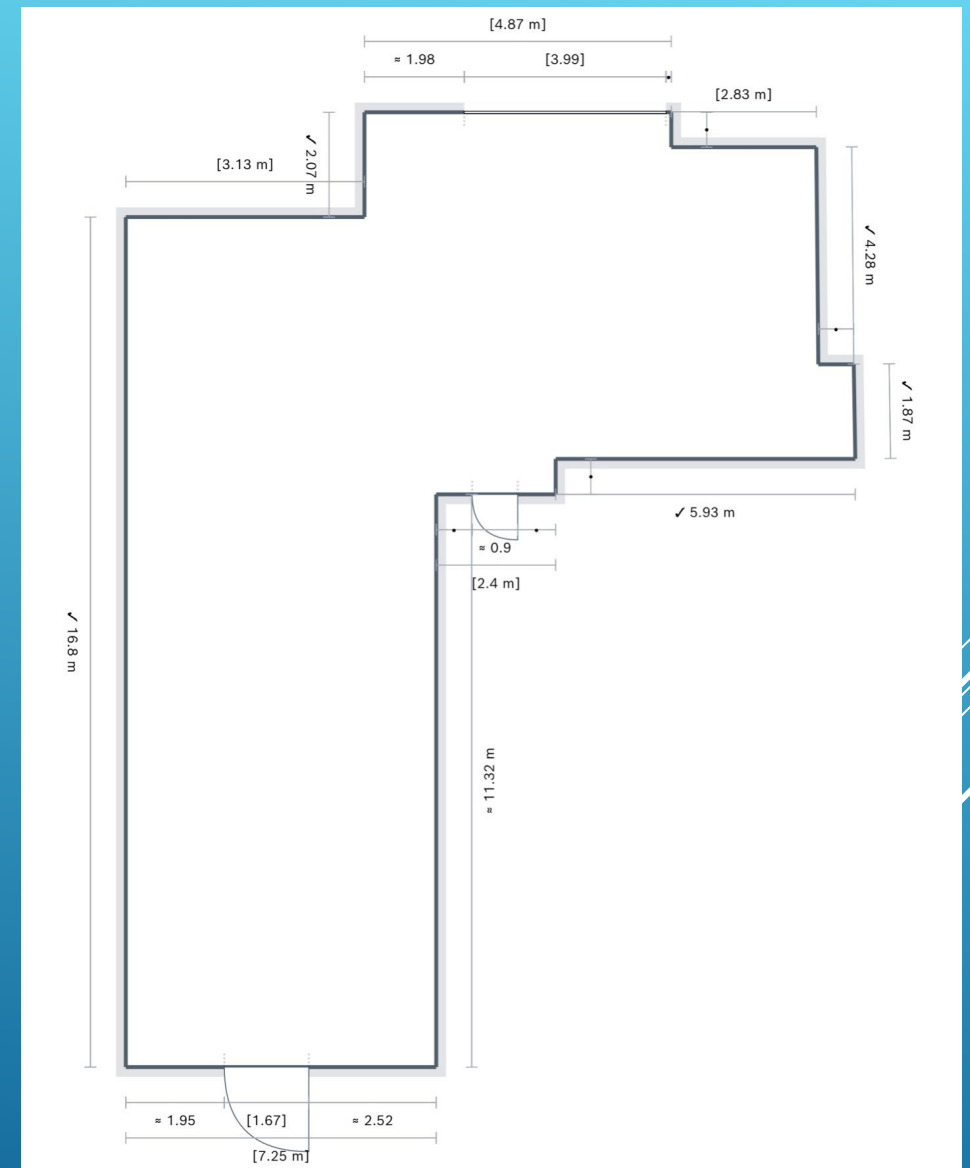 [4.87 m]
≈ 1.98
[3.99]
[2.83 m]
✓ 2.07 m
[3.13 m]
✓ 4.28 m
✓ 1.87 m
✓ 5.93 m
≈ 0.9
[2.4 m]
✓ 16.8 m
≈ 11.32 m
≈ 1.95
[1.67]
≈ 2.52
[7.25 m]